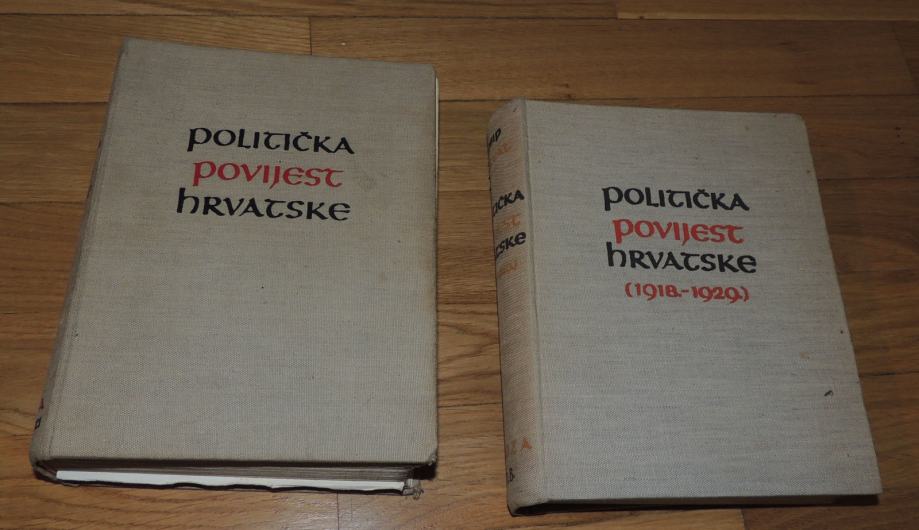 POLITIČKA
POVIJEST
HRVATSKE
POLITIČKA
POVIJEST
HRVATSKE
(1918.-1929.)